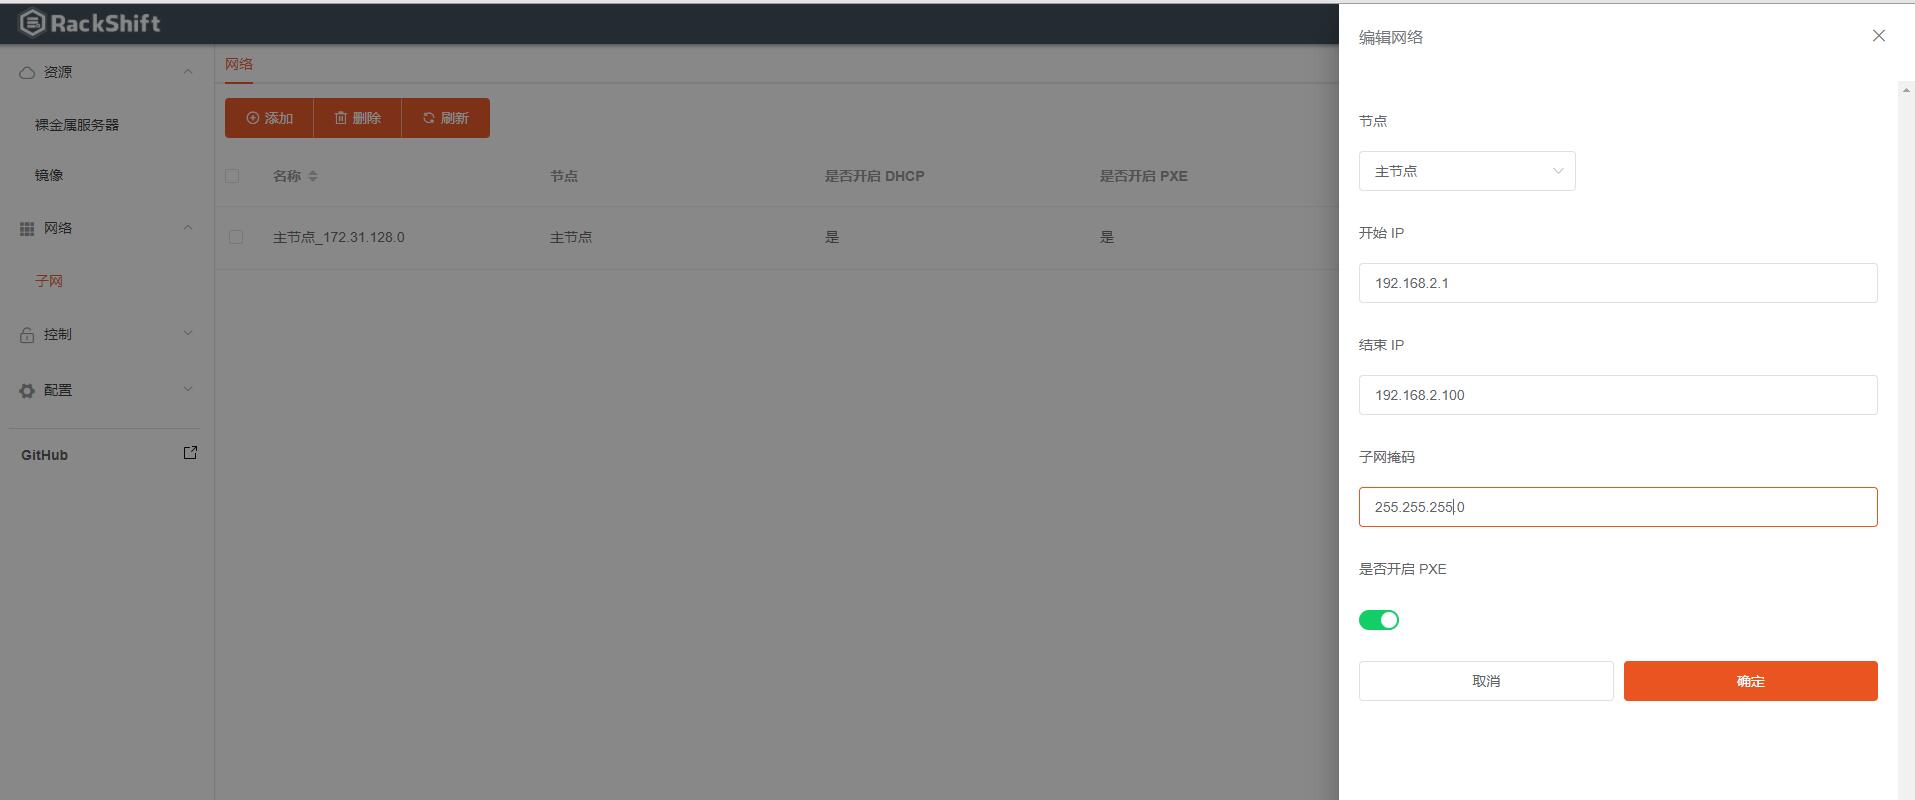 RackShift
资源
裸金属服务器
镜像
网络
子网
控制
配置
GitHub
网络
添加
删除
刷新
名称
节点
是否开启 DHCP
是否开启 PXE
主节点_172.31.128.0
主节点
是
是
编辑网络
节点
主节点
开始 IP
192.168.2.1
结束 IP
192.168.2.100
子网掩码
255.255.255.0
是否开启 PXE
取消
确定